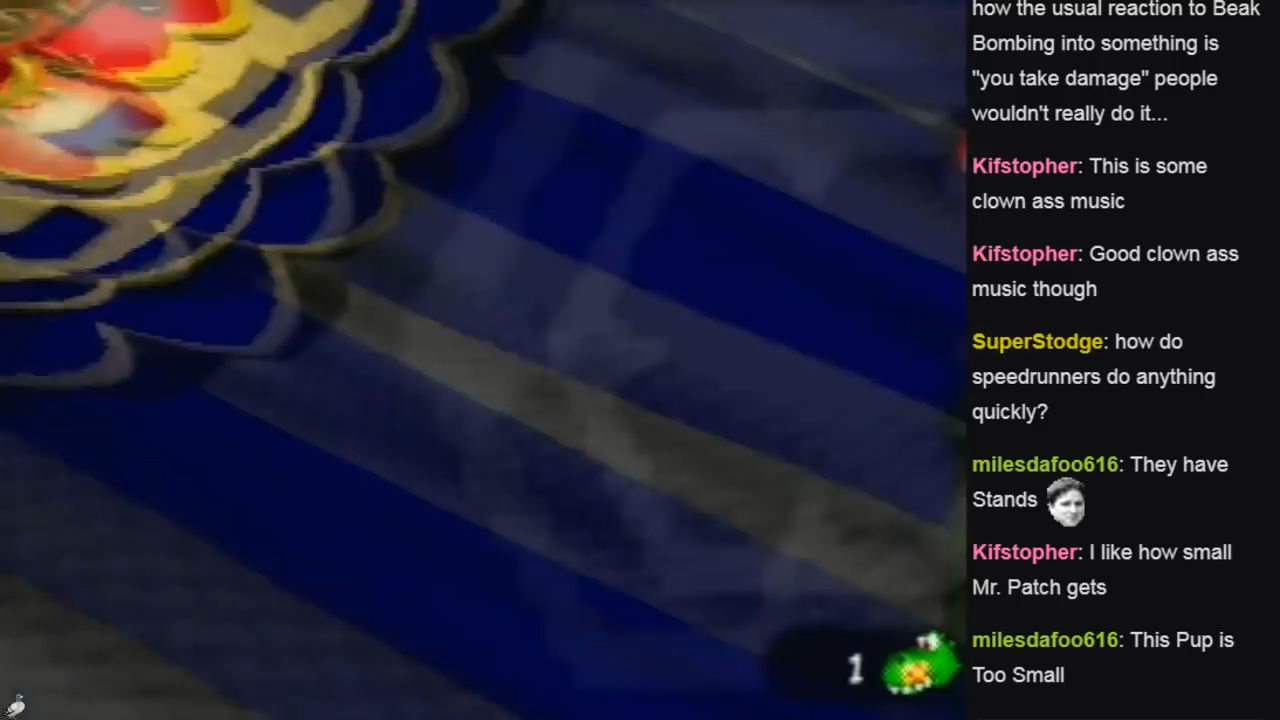 how the usual reaction to Beak
Bombing into something is
"you take damage" people
wouldn't really do it...
Kifstopher: This is some
clown ass music
Kifstopher: Good clown ass
music though
SuperStodge: how do
speedrunners do anything
quickly?
milesdafoo616: They have
Stands
Kifstopher: I like how small
Mr. Patch gets
milesdafoo616: This Pup is
Too Small
1